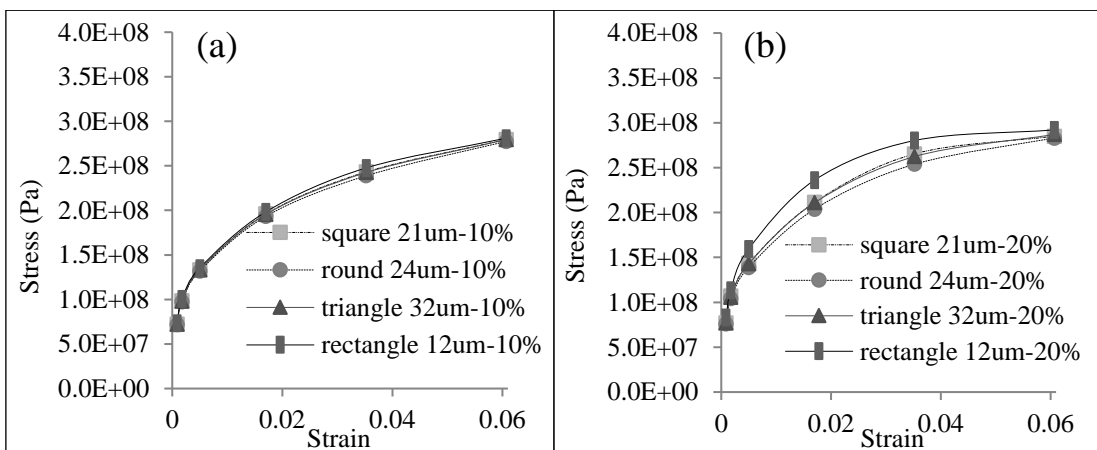 (a)
4.0E+08
3.5E+08
3.0E+08
2.5E+08
2.0E+08
1.5E+08
1.0E+08
5.0E+07
0.0E+00
Stress (Pa)
square 21um-10%
round 24um-10%
triangle 32um-10%
rectangle 12um-10%
0 0.02 0.04 0.06
Strain
(b)
4.0E+08
3.5E+08
3.0E+08
2.5E+08
2.0E+08
1.5E+08
1.0E+08
5.0E+07
0.0E+00
Stress (Pa)
square 21um-20%
round 24um-20%
triangle 32um-20%
rectangle 12um-20%
0 0.02 0.04 0.06
Strain